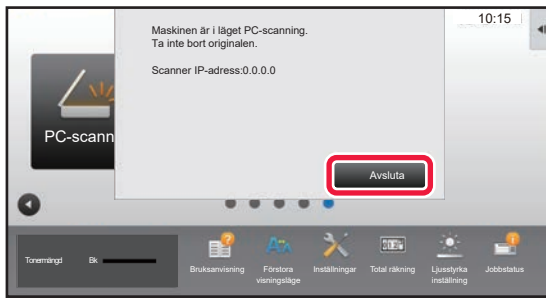 Maskinen är i läget PC-scanning.
Ta inte bort originalen.
Scanner IP-adress:0.0.0.0
10:15
PC-scann
Avsluta
Tonermängd Bk
Bruksanvisning
Förstora
visningsläge
Inställningar
Total räkning
Ljusstyrka
inställning
Jobbstatus